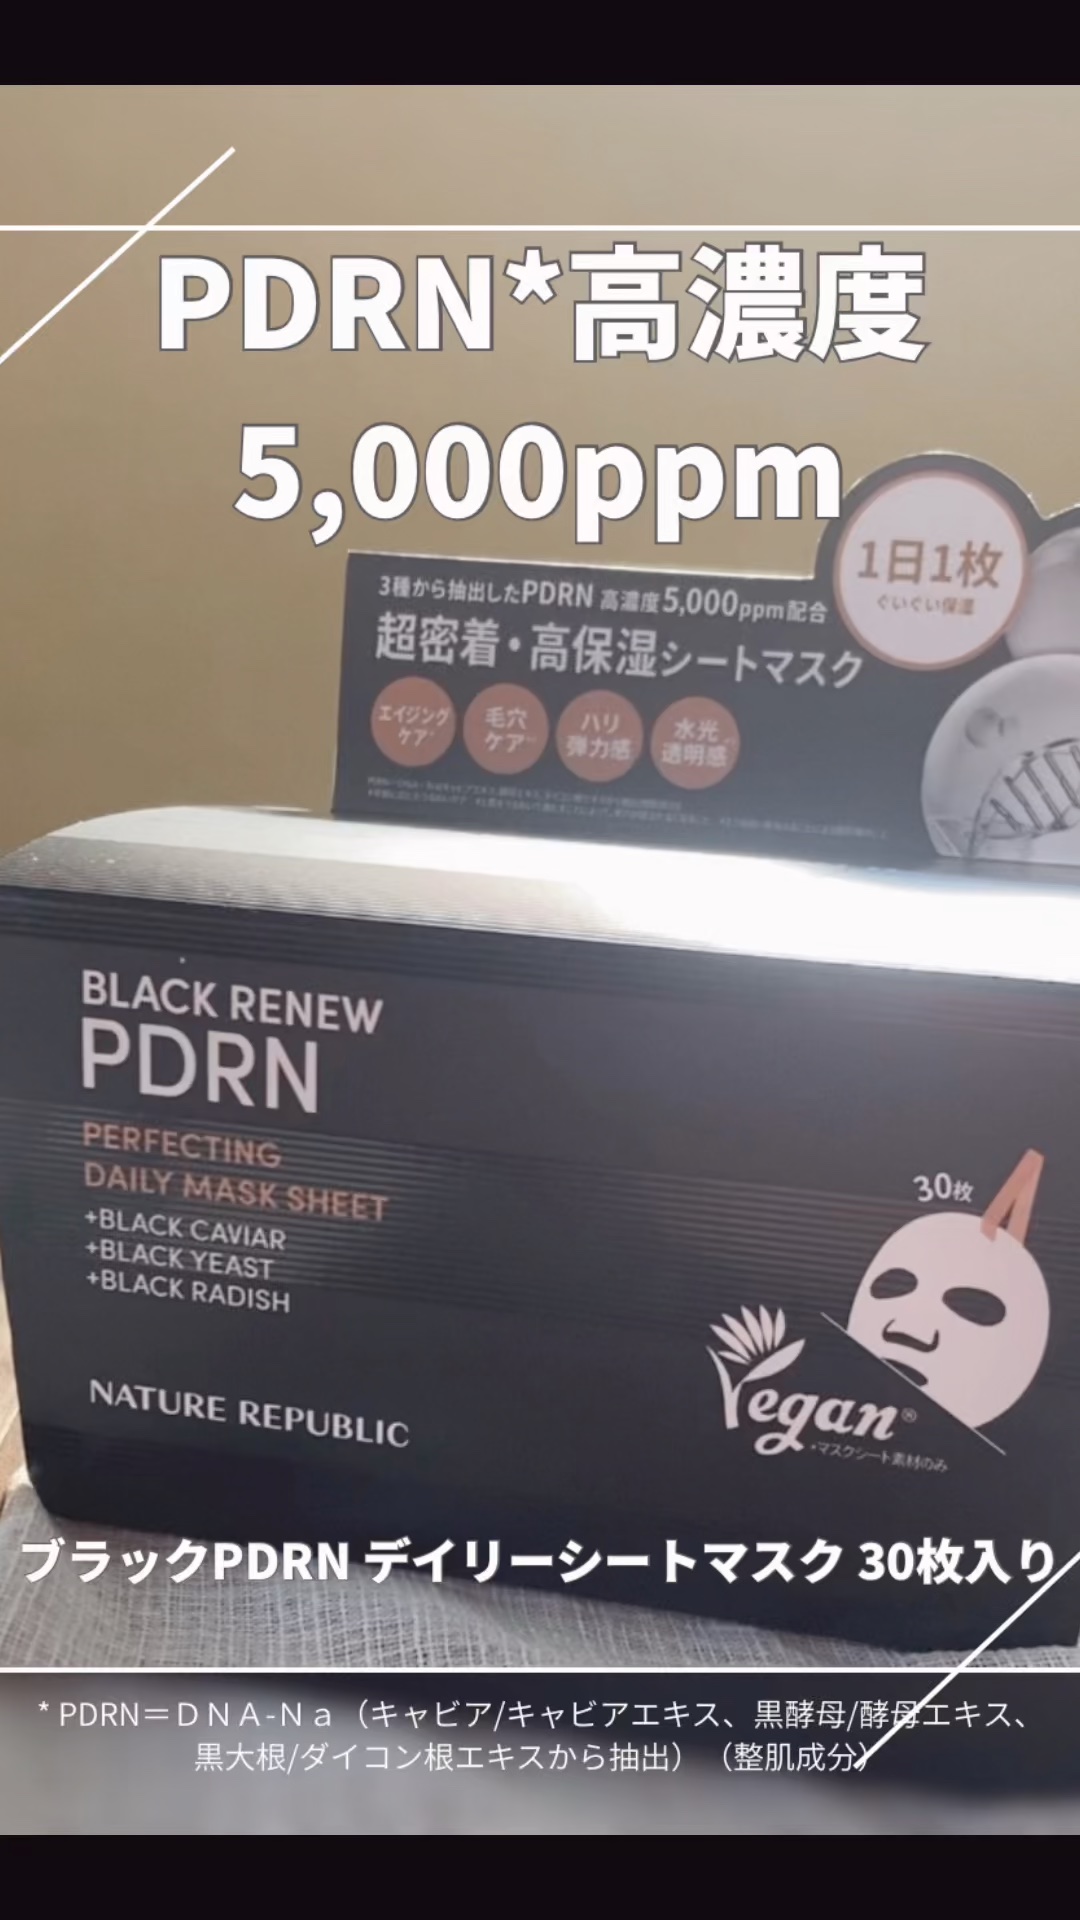 PDRN*高濃度
5,000ppm
1日1枚
ぐいぐい保湿
3種から抽出したPDRN 高濃度5,000ppm配合
超密着・高保湿シートマスク
エイジング
ケア
毛穴
ケア
ハリ
弾力感
水光
透明感
BLACK RENEW
PDRN
PERFECTING
DAILY MASK SHEET
+BLACK CAVIAR
+BLACK YEAST
+BLACK RADISH
NATURE REPUBLIC
30枚
Vegan®
・マスクシート素材のみ
ブラックPDRN デイリーシートマスク 30枚入り
* PDRN＝ＤＮＡ-Ｎａ（キャビア/キャビアエキス、黒酵母/酵母エキス、
黒大根/ダイコン根エキスから抽出）（整肌成分）